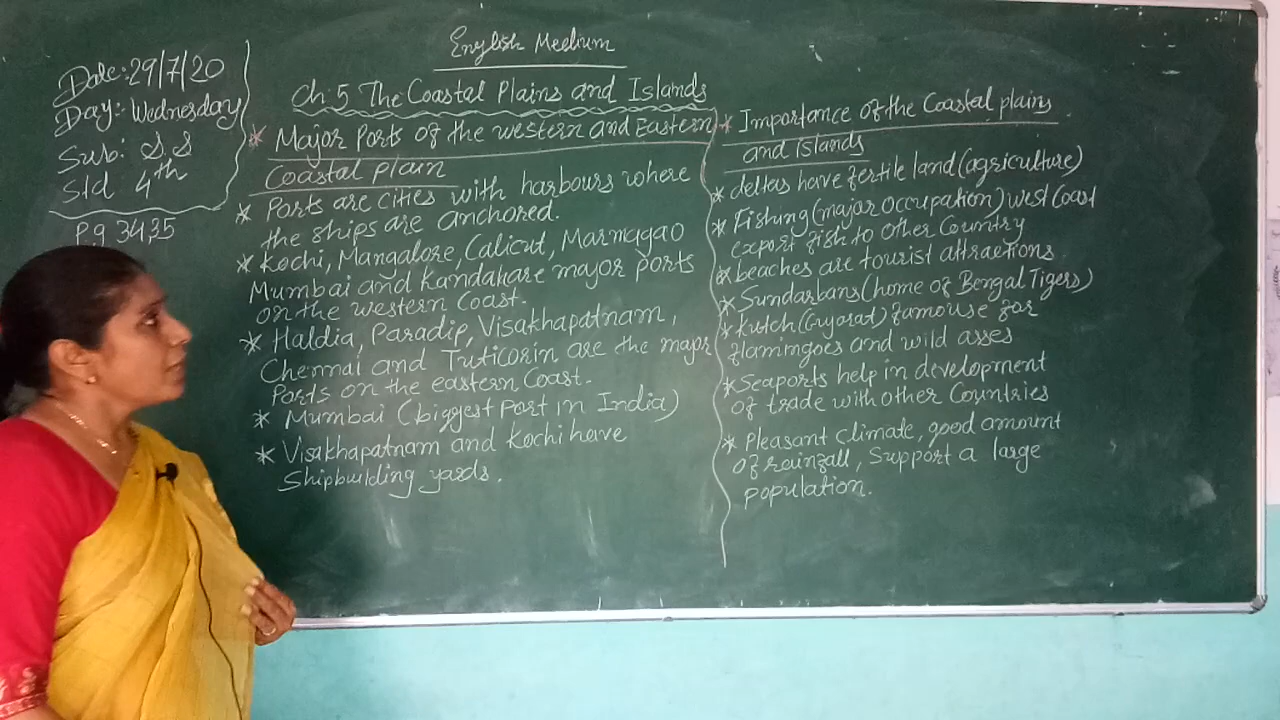 English Medium
Date: 29/7/20
Day: Wednesday
Sub: S S
Std 4th
P.g 34,35
Ch 5 The Coastal Plains and Islands
* Major Ports of the western and Eastern
Coastal plain
* Ports are cities with harbours where
the ships are anchored.
* Kochi, Mangalore, Calicut, Marmagao
Mumbai and Kandahare major ports
on the western Coast.
* Haldia, Paradip, Visakhapatnam,
Chennai and Tuticorin are the major
Ports on the eastern Coast.
* Mumbai (biggest port in India)
* Visakhapatnam and Kochi have
Shipbuilding yards.
* Importance of the Coastal plains
and Islands
* deltas have fertile land (agriculture)
* Fishing (major occupation) west Coast
export fish to other Country
* beaches are tourist attractions
* Sundarbans (home of Bengal Tigers)
* Kutch (Gujarat) famouse for
flamingoes and wild asses
* Seaports help in development
of trade with other Countries
* Pleasant Climate, good amount
of rainfall, Support a large
population.